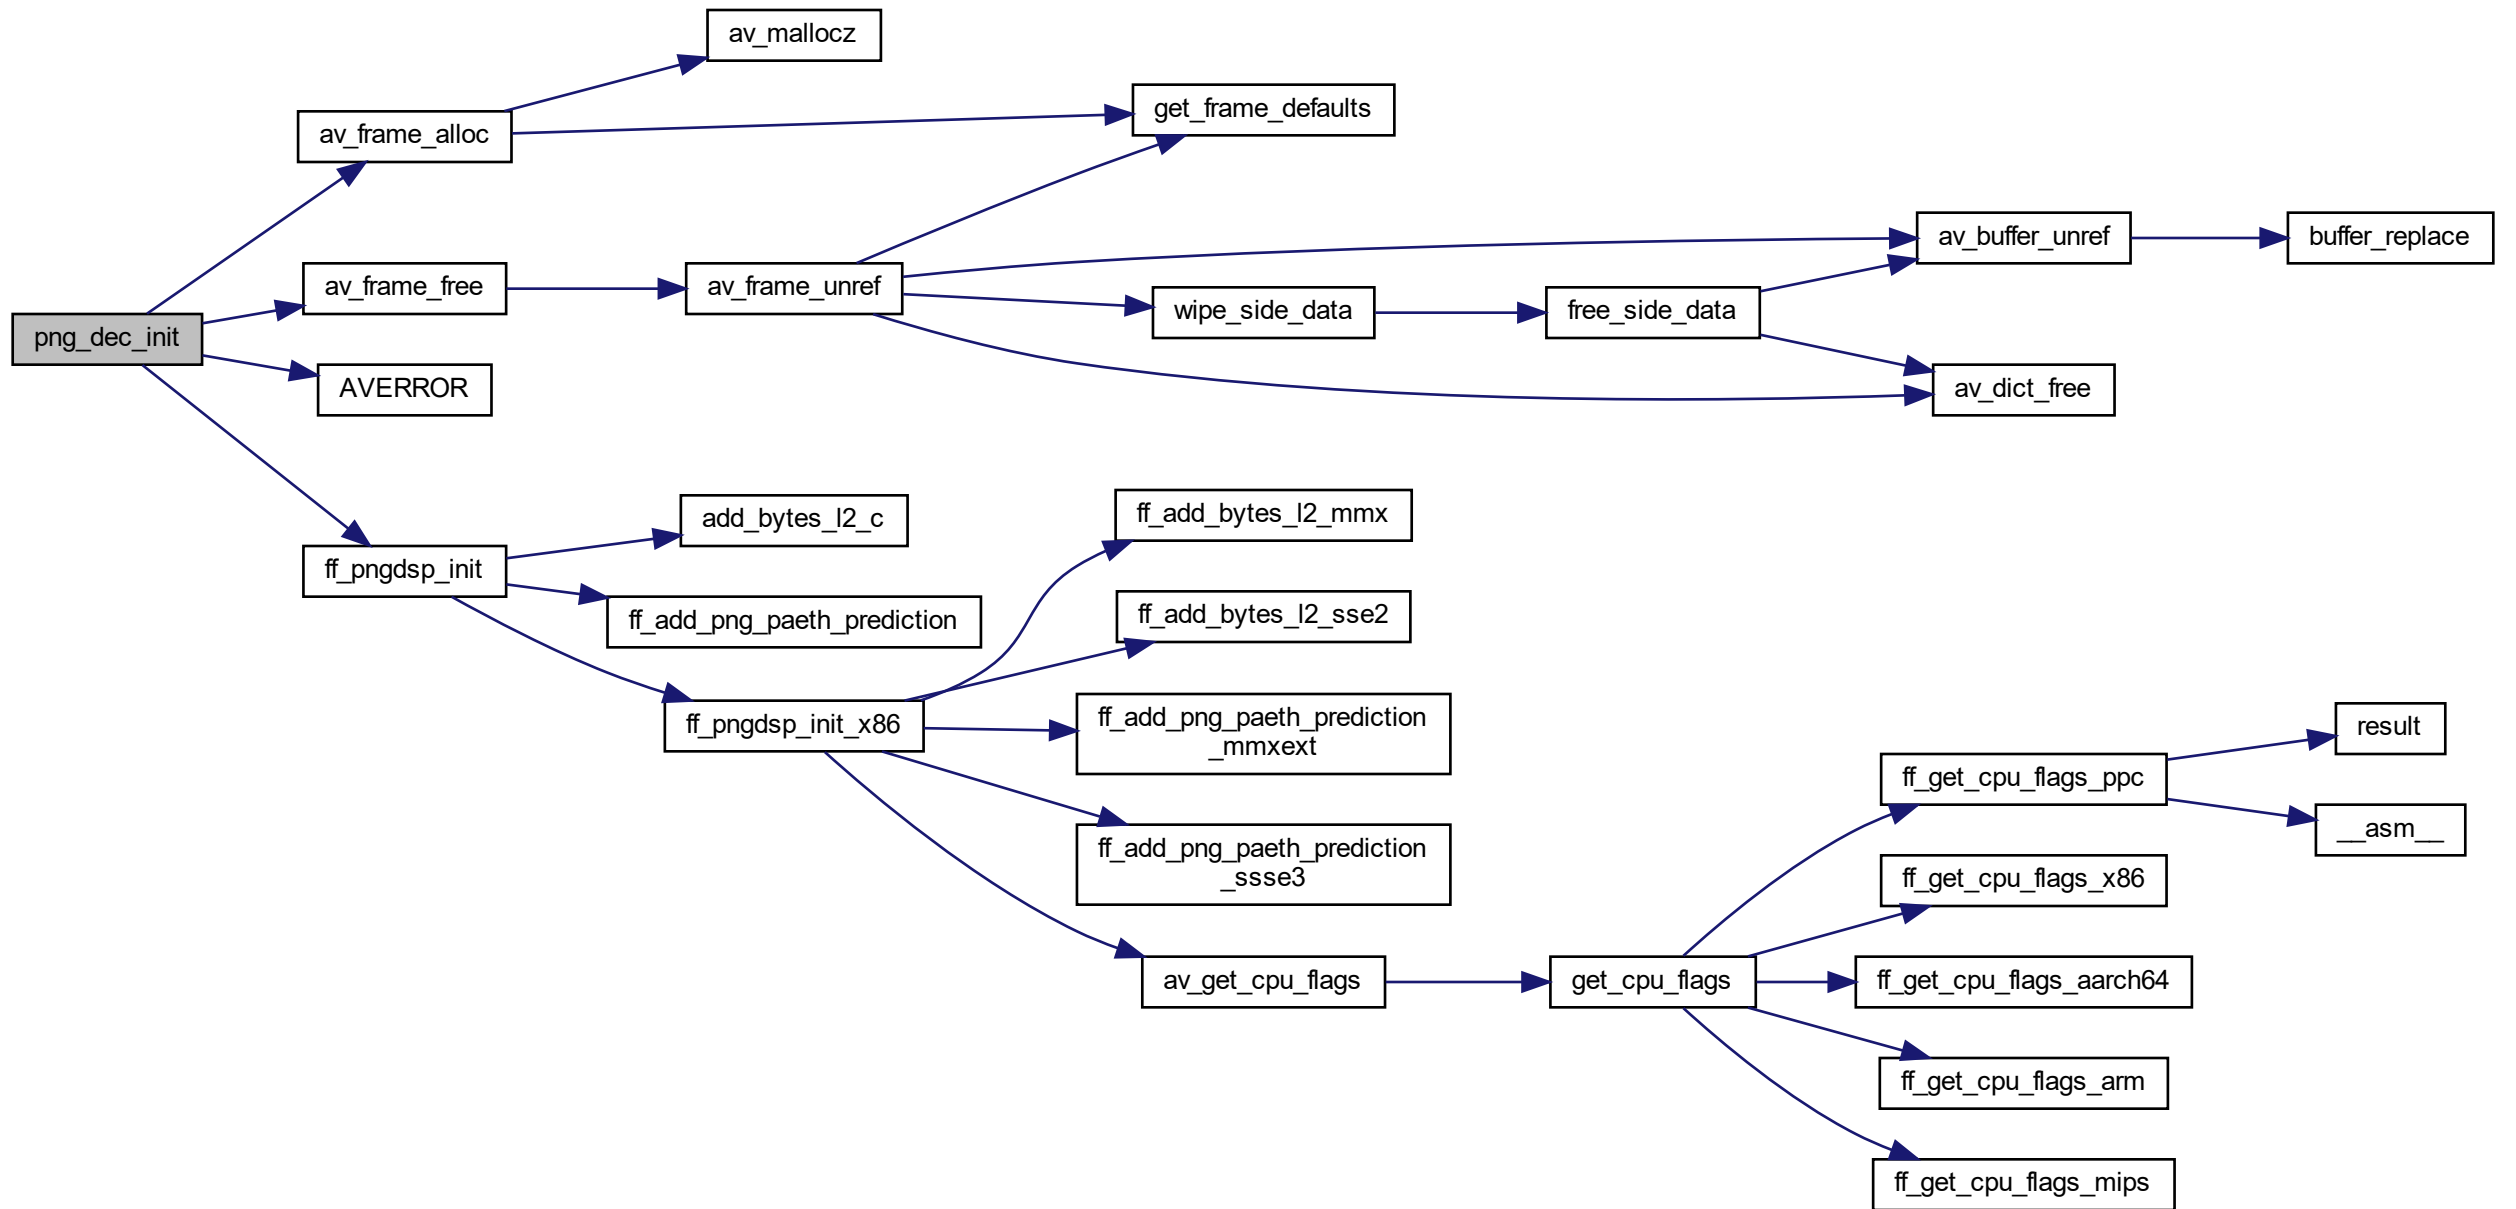 av_mallocz
get_frame_defaults
av_frame_alloc
av_buffer_unref
buffer_replace
av_frame_free
av_frame_unref
wipe_side_data
free_side_data
png_dec_init
AVERROR
av_dict_free
add_bytes_l2_c
ff_add_bytes_l2_mmx
ff_pngdsp_init
ff_add_png_paeth_prediction
ff_add_bytes_l2_sse2
ff_pngdsp_init_x86
ff_add_png_paeth_prediction
_mmxext
result
ff_get_cpu_flags_ppc
__asm__
ff_add_png_paeth_prediction
_ssse3
ff_get_cpu_flags_x86
av_get_cpu_flags
get_cpu_flags
ff_get_cpu_flags_aarch64
ff_get_cpu_flags_arm
ff_get_cpu_flags_mips